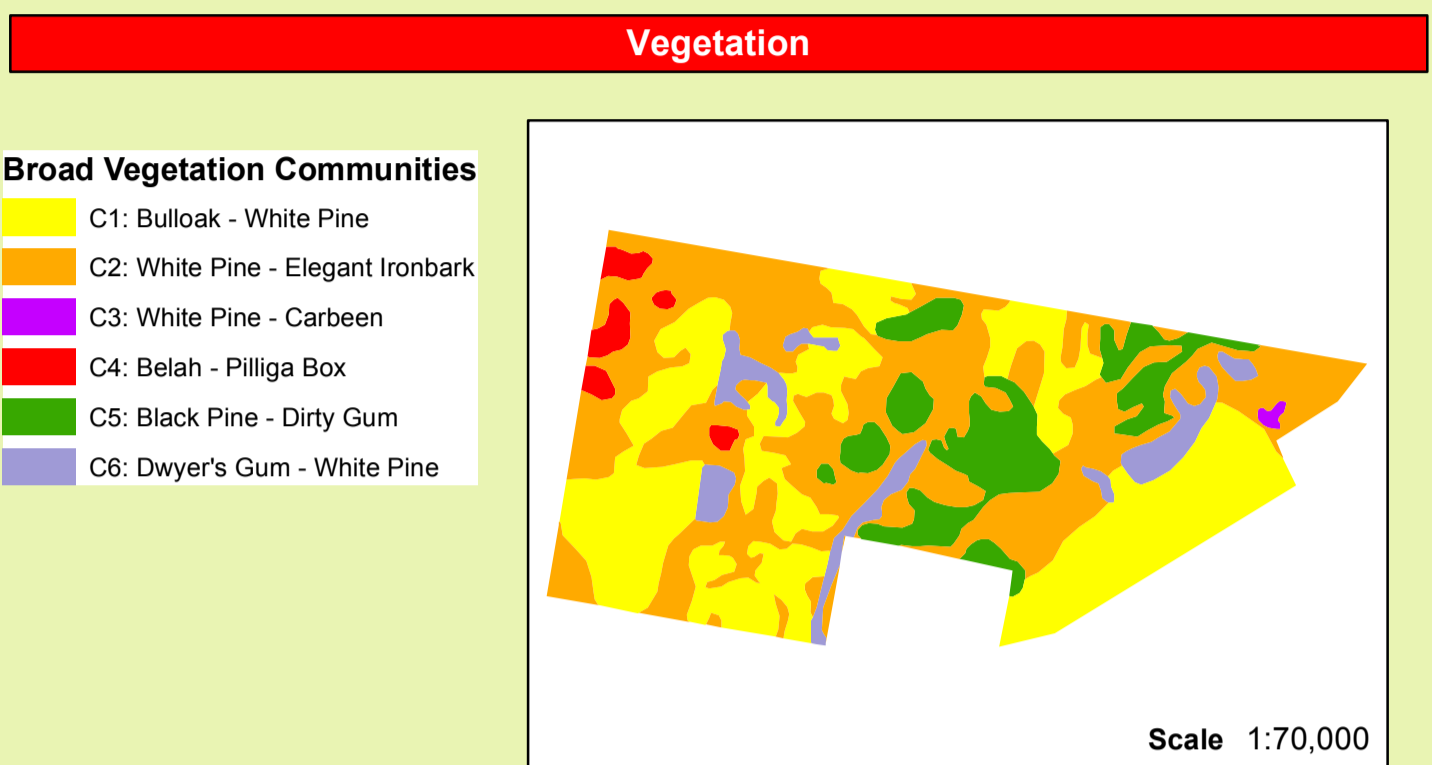 Vegetation
Broad Vegetation Communities
C1: Bulloak - White Pine
C2: White Pine - Elegant Ironbark
C3: White Pine - Carbeen
C4: Belah - Pilliga Box
C5: Black Pine - Dirty Gum
C6: Dwyer's Gum - White Pine
Scale 1:70,000